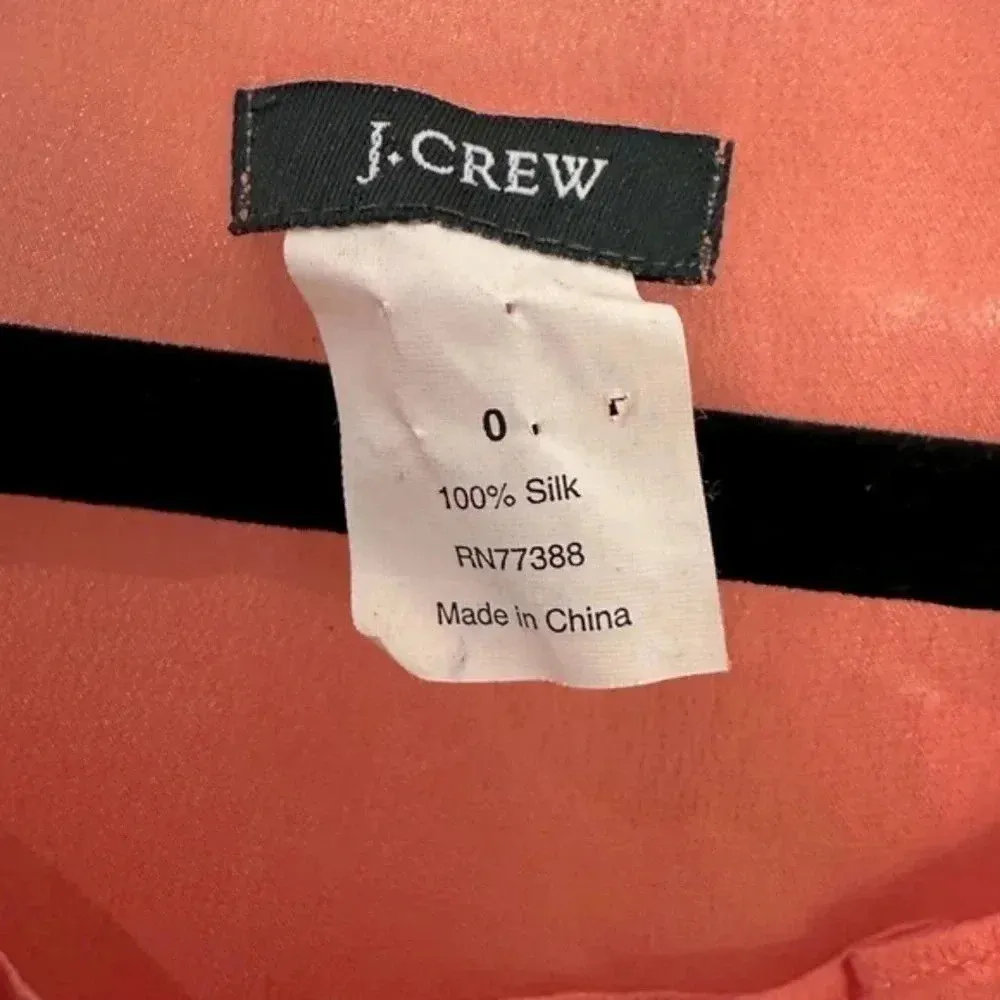 J.CREW
0
100% Silk
RN77388
Made in China